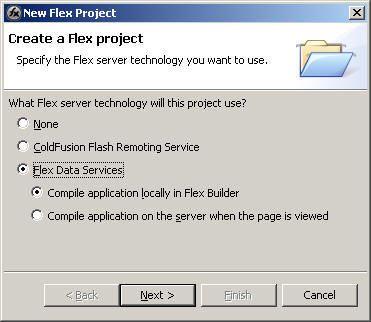 New Flex Project
Create a Flex project
Specify the Flex server technology you want to use.
What Flex server technology will this project use?
None
ColdFusion Flash Remoting Service
Flex Data Services
Compile application locally in Flex Builder
Compile application on the server when the page is viewed
< Back Next > Finish Cancel